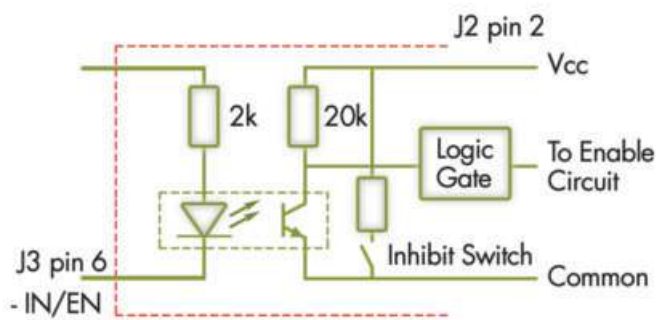 J2 pin 2
Vcc
2k
20k
Logic
Gate
To Enable
Circuit
J3 pin 6
- IN/EN
Inhibit Switch
Common